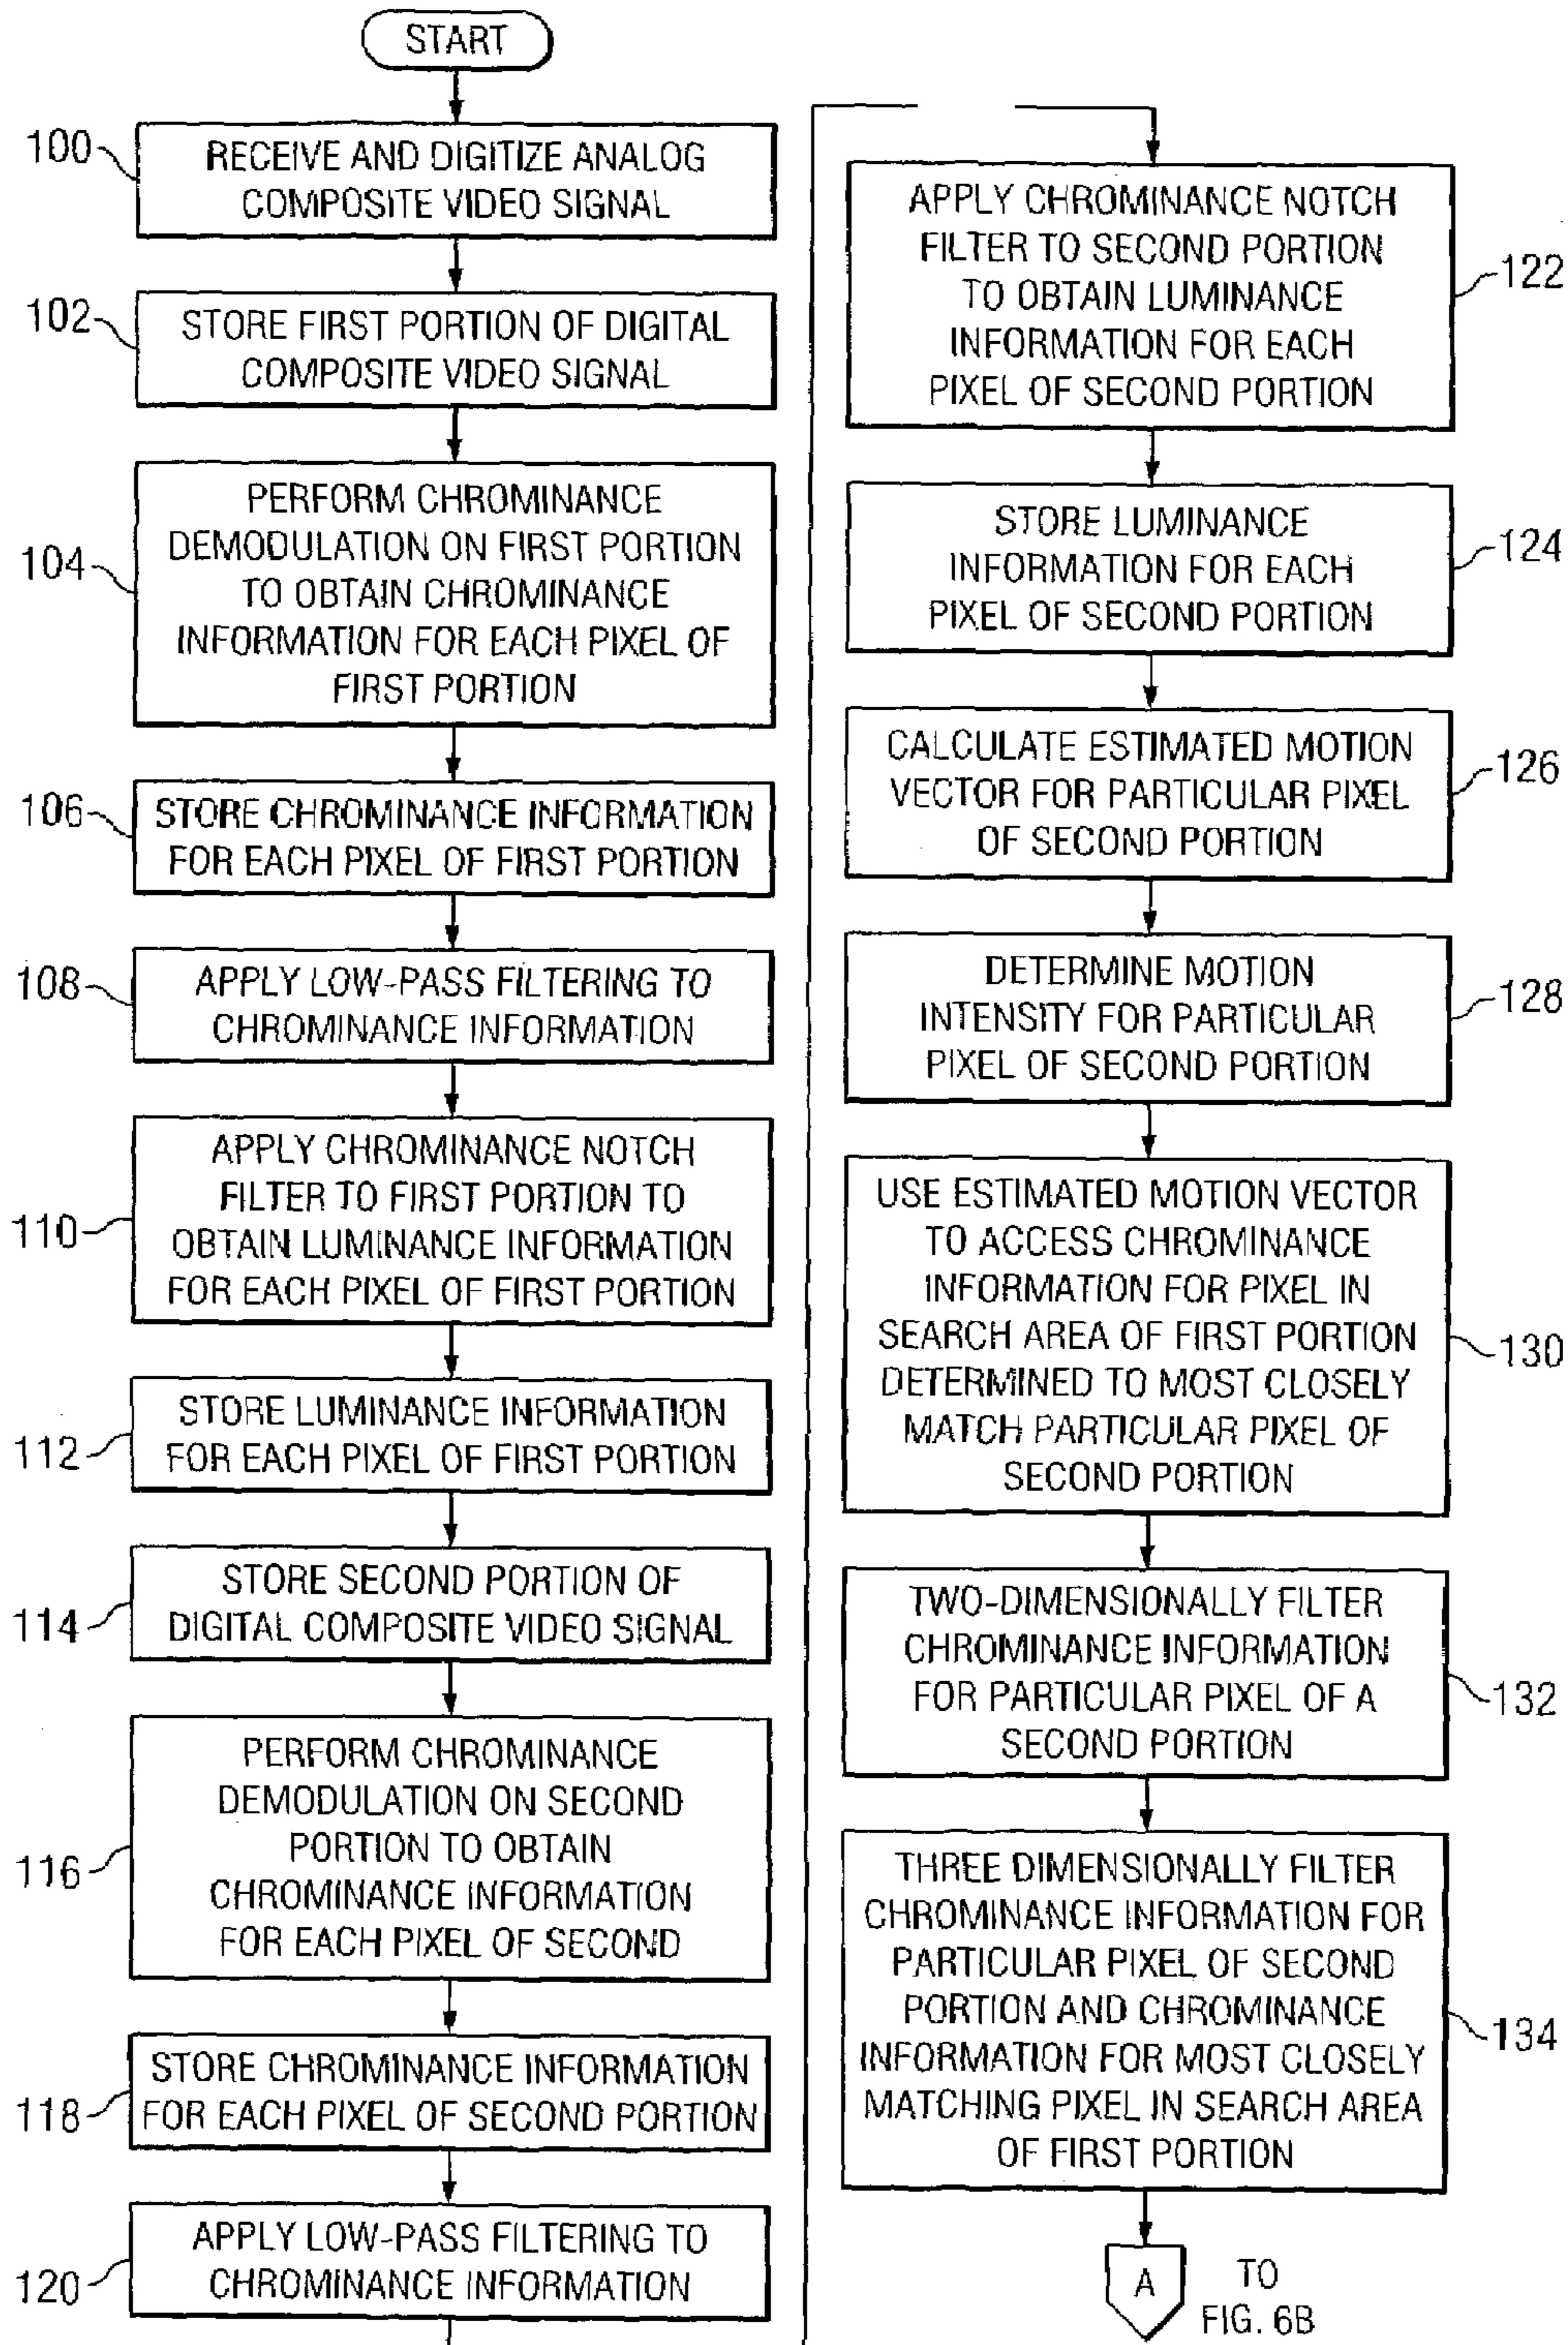 START
100
RECEIVE AND DIGITIZE ANALOG
COMPOSITE VIDEO SIGNAL
102
STORE FIRST PORTION OF DIGITAL
COMPOSITE VIDEO SIGNAL
104
PERFORM CHROMINANCE
DEMODULATION ON FIRST PORTION
TO OBTAIN CHROMINANCE
INFORMATION FOR EACH PIXEL OF
FIRST PORTION
106
STORE CHROMINANCE INFORMATION
FOR EACH PIXEL OF FIRST PORTION
108
APPLY LOW-PASS FILTERING TO
CHROMINANCE INFORMATION
110
APPLY CHROMINANCE NOTCH
FILTER TO FIRST PORTION TO
OBTAIN LUMINANCE INFORMATION
FOR EACH PIXEL OF FIRST PORTION
112
STORE LUMINANCE INFORMATION
FOR EACH PIXEL OF FIRST PORTION
114
STORE SECOND PORTION OF
DIGITAL COMPOSITE VIDEO SIGNAL
116
PERFORM CHROMINANCE
DEMODULATION ON SECOND
PORTION TO OBTAIN
CHROMINANCE INFORMATION
FOR EACH PIXEL OF SECOND
118
STORE CHROMINANCE INFORMATION
FOR EACH PIXEL OF SECOND PORTION
120
APPLY LOW-PASS FILTERING TO
CHROMINANCE INFORMATION
APPLY CHROMINANCE NOTCH
FILTER TO SECOND PORTION
TO OBTAIN LUMINANCE
INFORMATION FOR EACH
PIXEL OF SECOND PORTION
122
STORE LUMINANCE
INFORMATION FOR EACH
PIXEL OF SECOND PORTION
124
CALCULATE ESTIMATED MOTION
VECTOR FOR PARTICULAR PIXEL
OF SECOND PORTION
126
DETERMINE MOTION
INTENSITY FOR PARTICULAR
PIXEL OF SECOND PORTION
128
USE ESTIMATED MOTION VECTOR
TO ACCESS CHROMINANCE
INFORMATION FOR PIXEL IN
SEARCH AREA OF FIRST PORTION
DETERMINED TO MOST CLOSELY
MATCH PARTICULAR PIXEL OF
SECOND PORTION
130
TWO-DIMENSIONALLY FILTER
CHROMINANCE INFORMATION
FOR PARTICULAR PIXEL OF A
SECOND PORTION
132
THREE DIMENSIONALLY FILTER
CHROMINANCE INFORMATION FOR
PARTICULAR PIXEL OF SECOND
PORTION AND CHROMINANCE
INFORMATION FOR MOST CLOSELY
MATCHING PIXEL IN SEARCH AREA
OF FIRST PORTION
134
A
TO
FIG. 6B